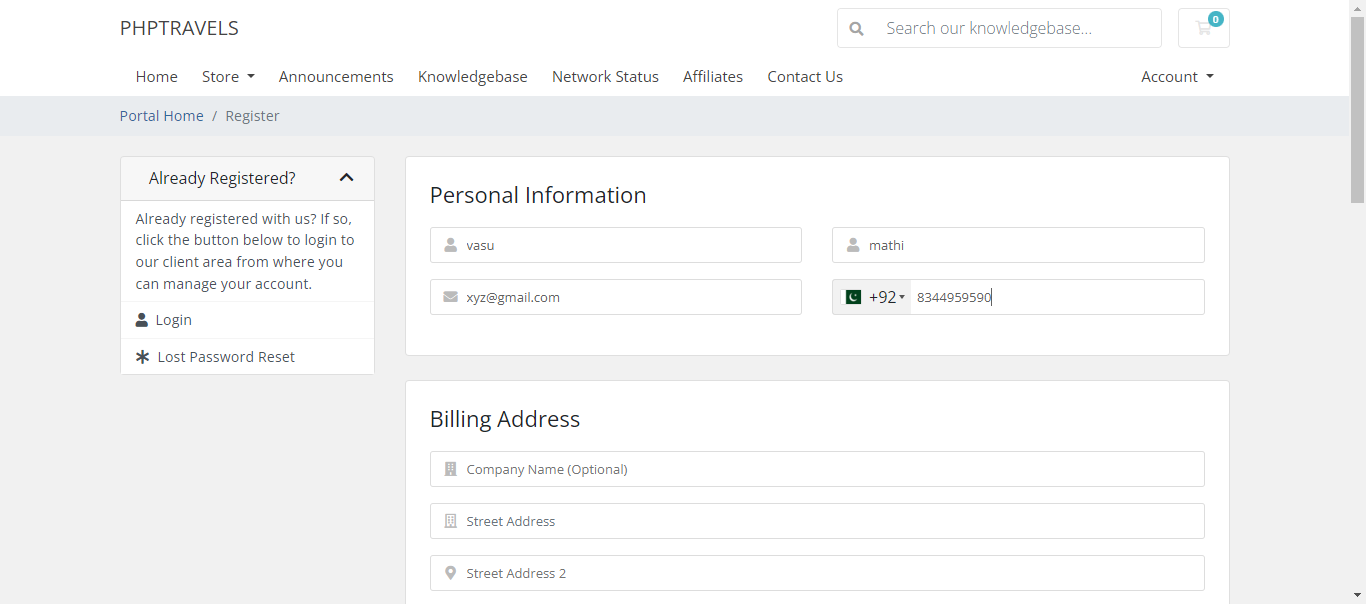 PHPTRAVELS
Search our knowledgebase...
0
Home Store Announcements Knowledgebase Network Status Affiliates Contact Us Account
Portal Home / Register
Already Registered?
Already registered with us? If so,
click the button below to login to
our client area from where you
can manage your account.
Login
Lost Password Reset
Personal Information
vasu mathi
xyz@gmail.com +92 8344959590
Billing Address
Company Name (Optional)
Street Address
Street Address 2